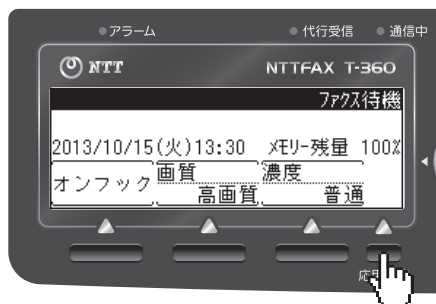 アラーム 代行受信 通信中
NTT NTTFAX T-360
ファクス待機
2013/10/15(火)13:30 メモリー残量 100%
オンフック 画質 濃度
高画質 普通